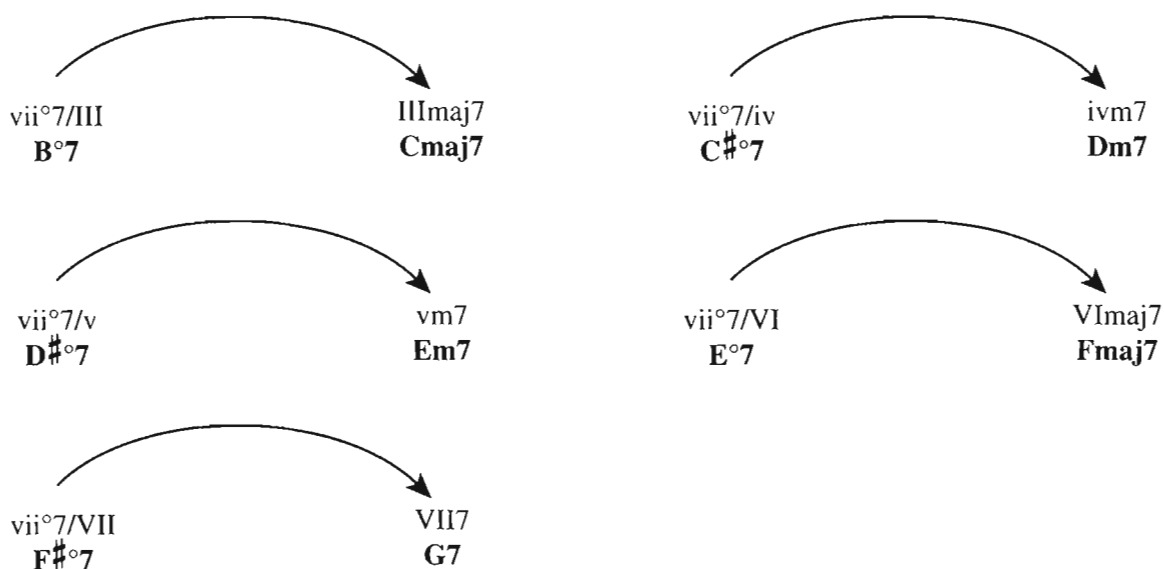 vii°7/III IIImaj7 vii°7/iv ivm7
B°7 Cmaj7 C♯°7 Dm7
vii°7/v vm7 vii°7/VI VImaj7
D♯°7 Em7 E°7 Fmaj7
vii°7/VII VII7
F♯°7 G7